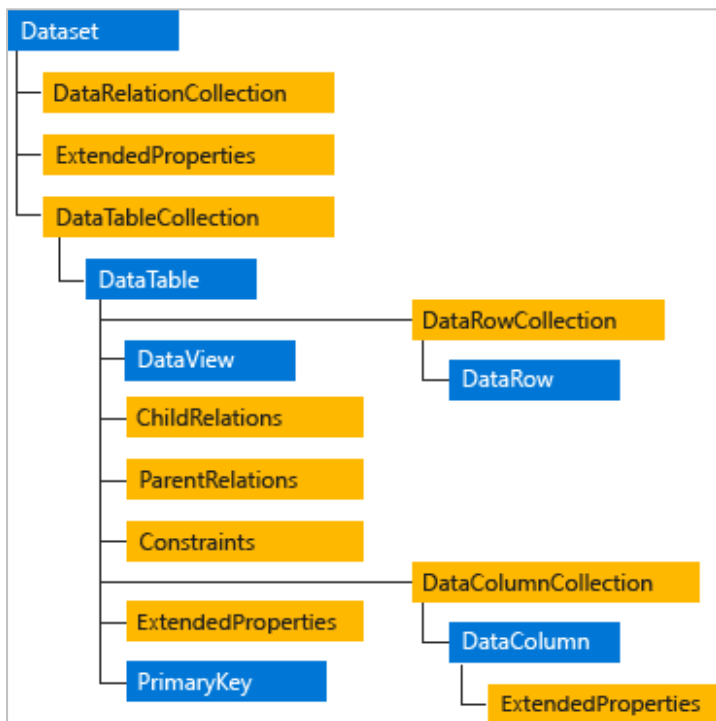 Dataset
DataRelationCollection
ExtendedProperties
DataTableCollection
DataTable
DataRowCollection
DataView
DataRow
ChildRelations
ParentRelations
Constraints
DataColumnCollection
ExtendedProperties
DataColumn
PrimaryKey
ExtendedProperties